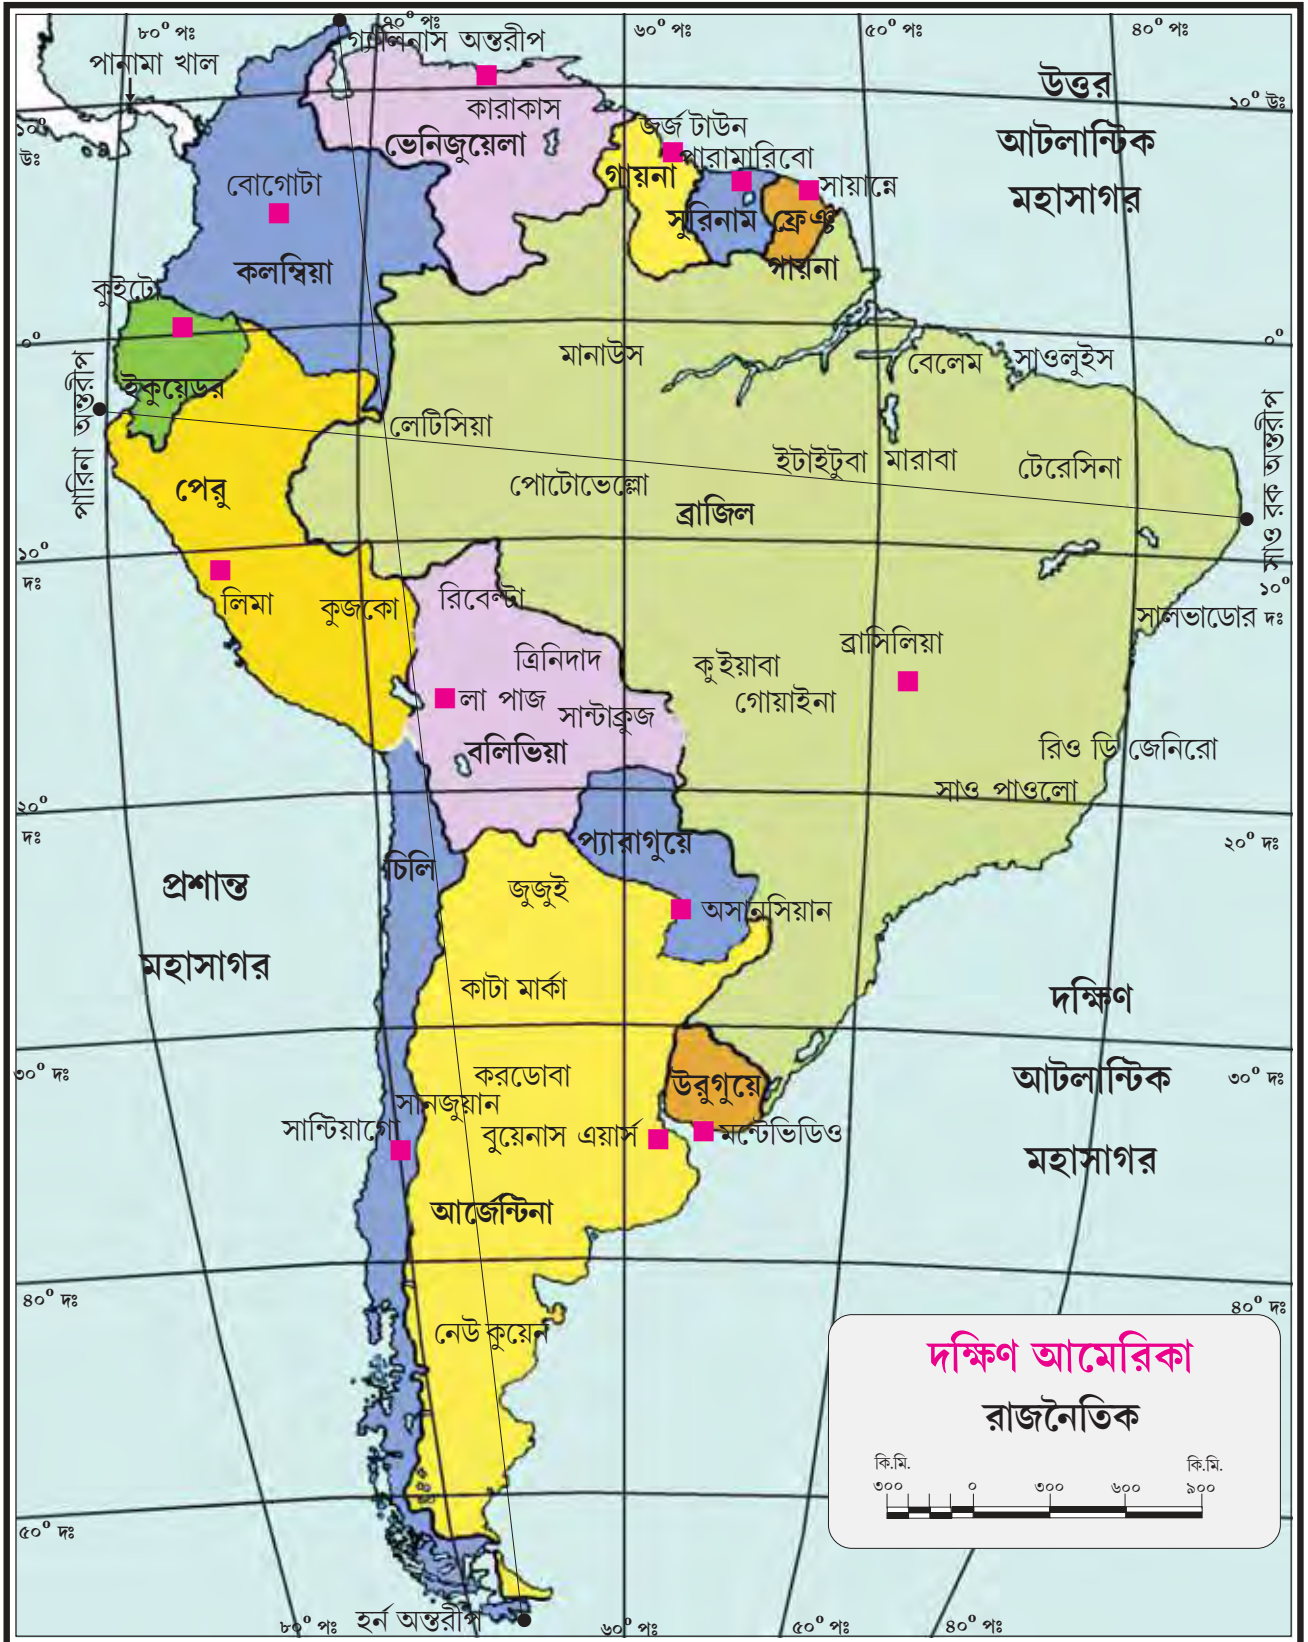 ৮০° পঃ
৭০° পঃ
৬০° পঃ
৫০° পঃ
৪০° পঃ
গ্যালিনাস অন্তরীপ
পানামা খাল
উত্তর
১০° উঃ
কারাকাস
১০°
উঃ
জর্জ টাউন
আটলান্টিক
ভেনিজুয়েলা
পারামারিবো
বোগোটা
গায়না
সায়ান্নে
মহাসাগর
সুরিনাম
ফ্রেঞ্চ
কলম্বিয়া
গায়না
কুইটো
০°
০°
মানাউস
বেলেম
সাওলুইস
ইকুয়েডর
পারিনা অন্তরীপ
সাও রক অন্তরীপ
লেটিসিয়া
ইটাইটুবা
মারাবা
টেরেসিনা
পেরু
পোটোভেল্লো
ব্রাজিল
১০°
দঃ
১০°
দঃ
লিমা
কুজকো
রিবেল্টা
সালভাডোর
ব্রাসিলিয়া
ত্রিনিদাদ
কুইয়াবা
লা পাজ
সান্টাক্রুজ
গোয়াইনা
বলিভিয়া
রিও ডি জেনিরো
সাও পাওলো
২০°
দঃ
২০° দঃ
প্যারাগুয়ে
চিলি
প্রশান্ত
জুজুই
অসানসিয়ান
মহাসাগর
কাটা মার্কা
দক্ষিণ
৩০° দঃ
করডোবা
উরুগুয়ে
আটলান্টিক
৩০° দঃ
সানজুয়ান
সান্টিয়াগো
বুয়েনাস এয়ার্স
মন্টেভিডিও
মহাসাগর
আর্জেন্টিনা
৪০° দঃ
৪০° দঃ
নেউ কুয়েন
দক্ষিণ আমেরিকা
রাজনৈতিক
কি.মি.
কি.মি.
৩০০ ০ ৩০০ ৬০০ ৯০০
৫০° দঃ
৮০° পঃ
হর্ন অন্তরীপ
৬০° পঃ
৫০° পঃ
৪০° পঃ